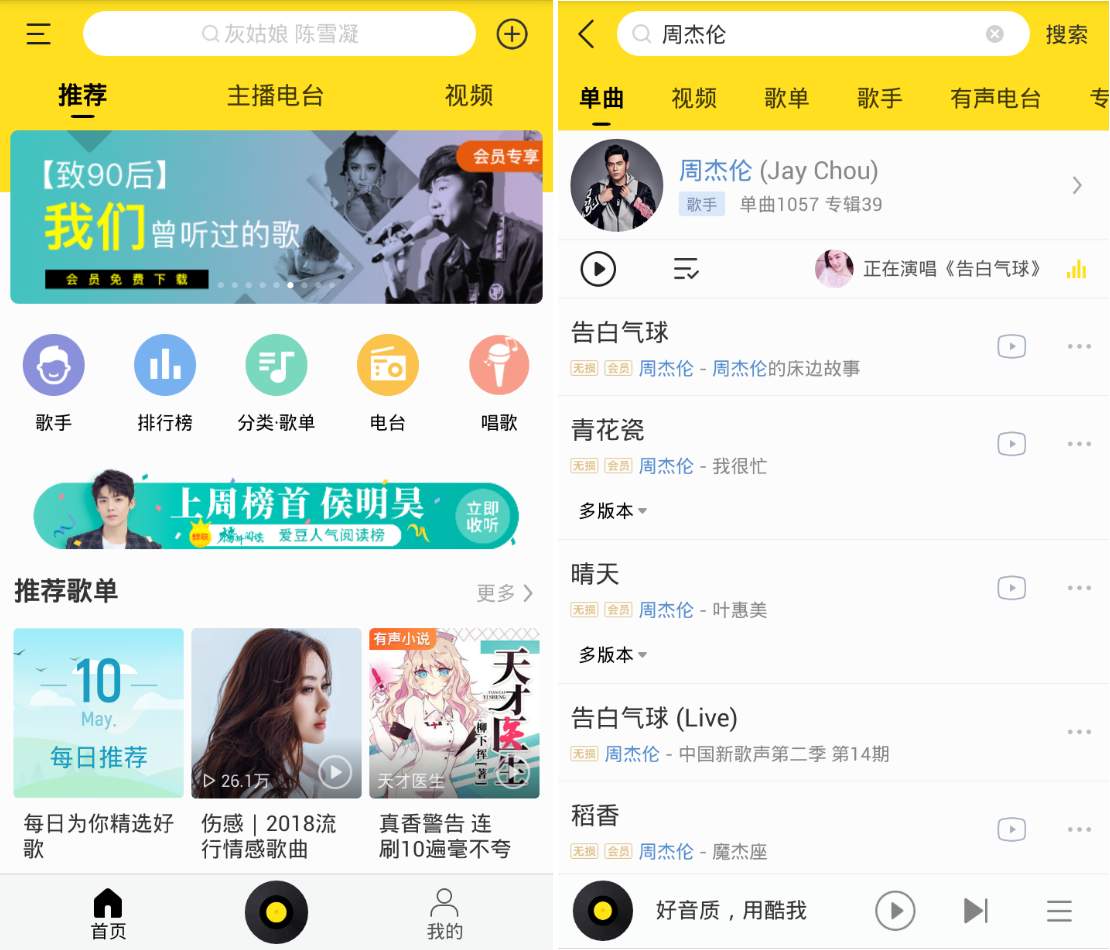 灰姑娘 陈雪凝
推荐
主播电台
视频
会员专享
【致90后】
我们曾听过的歌
会员免费下载
歌手
排行榜
分类·歌单
电台
唱歌
上周榜首 侯明昊
爱豆人气阅读榜
立即
收听
推荐歌单
更多
10
May.
每日推荐
26.1万
有声小说
天才医生
柳下挥[著]
天才医生
每日为你精选好
歌
伤感｜2018流
行情感歌曲
真香警告 连
刷10遍毫不夸
首页
我的
周杰伦
搜索
单曲
视频
歌单
歌手
有声电台
专
周杰伦 (Jay Chou)
歌手 单曲1057 专辑39
正在演唱《告白气球》
告白气球
无损 会员 周杰伦 - 周杰伦的床边故事
青花瓷
无损 会员 周杰伦 - 我很忙
多版本
晴天
无损 会员 周杰伦 - 叶惠美
多版本
告白气球 (Live)
无损 周杰伦 - 中国新歌声第二季 第14期
稻香
无损 会员 周杰伦 - 魔杰座
好音质，用酷我